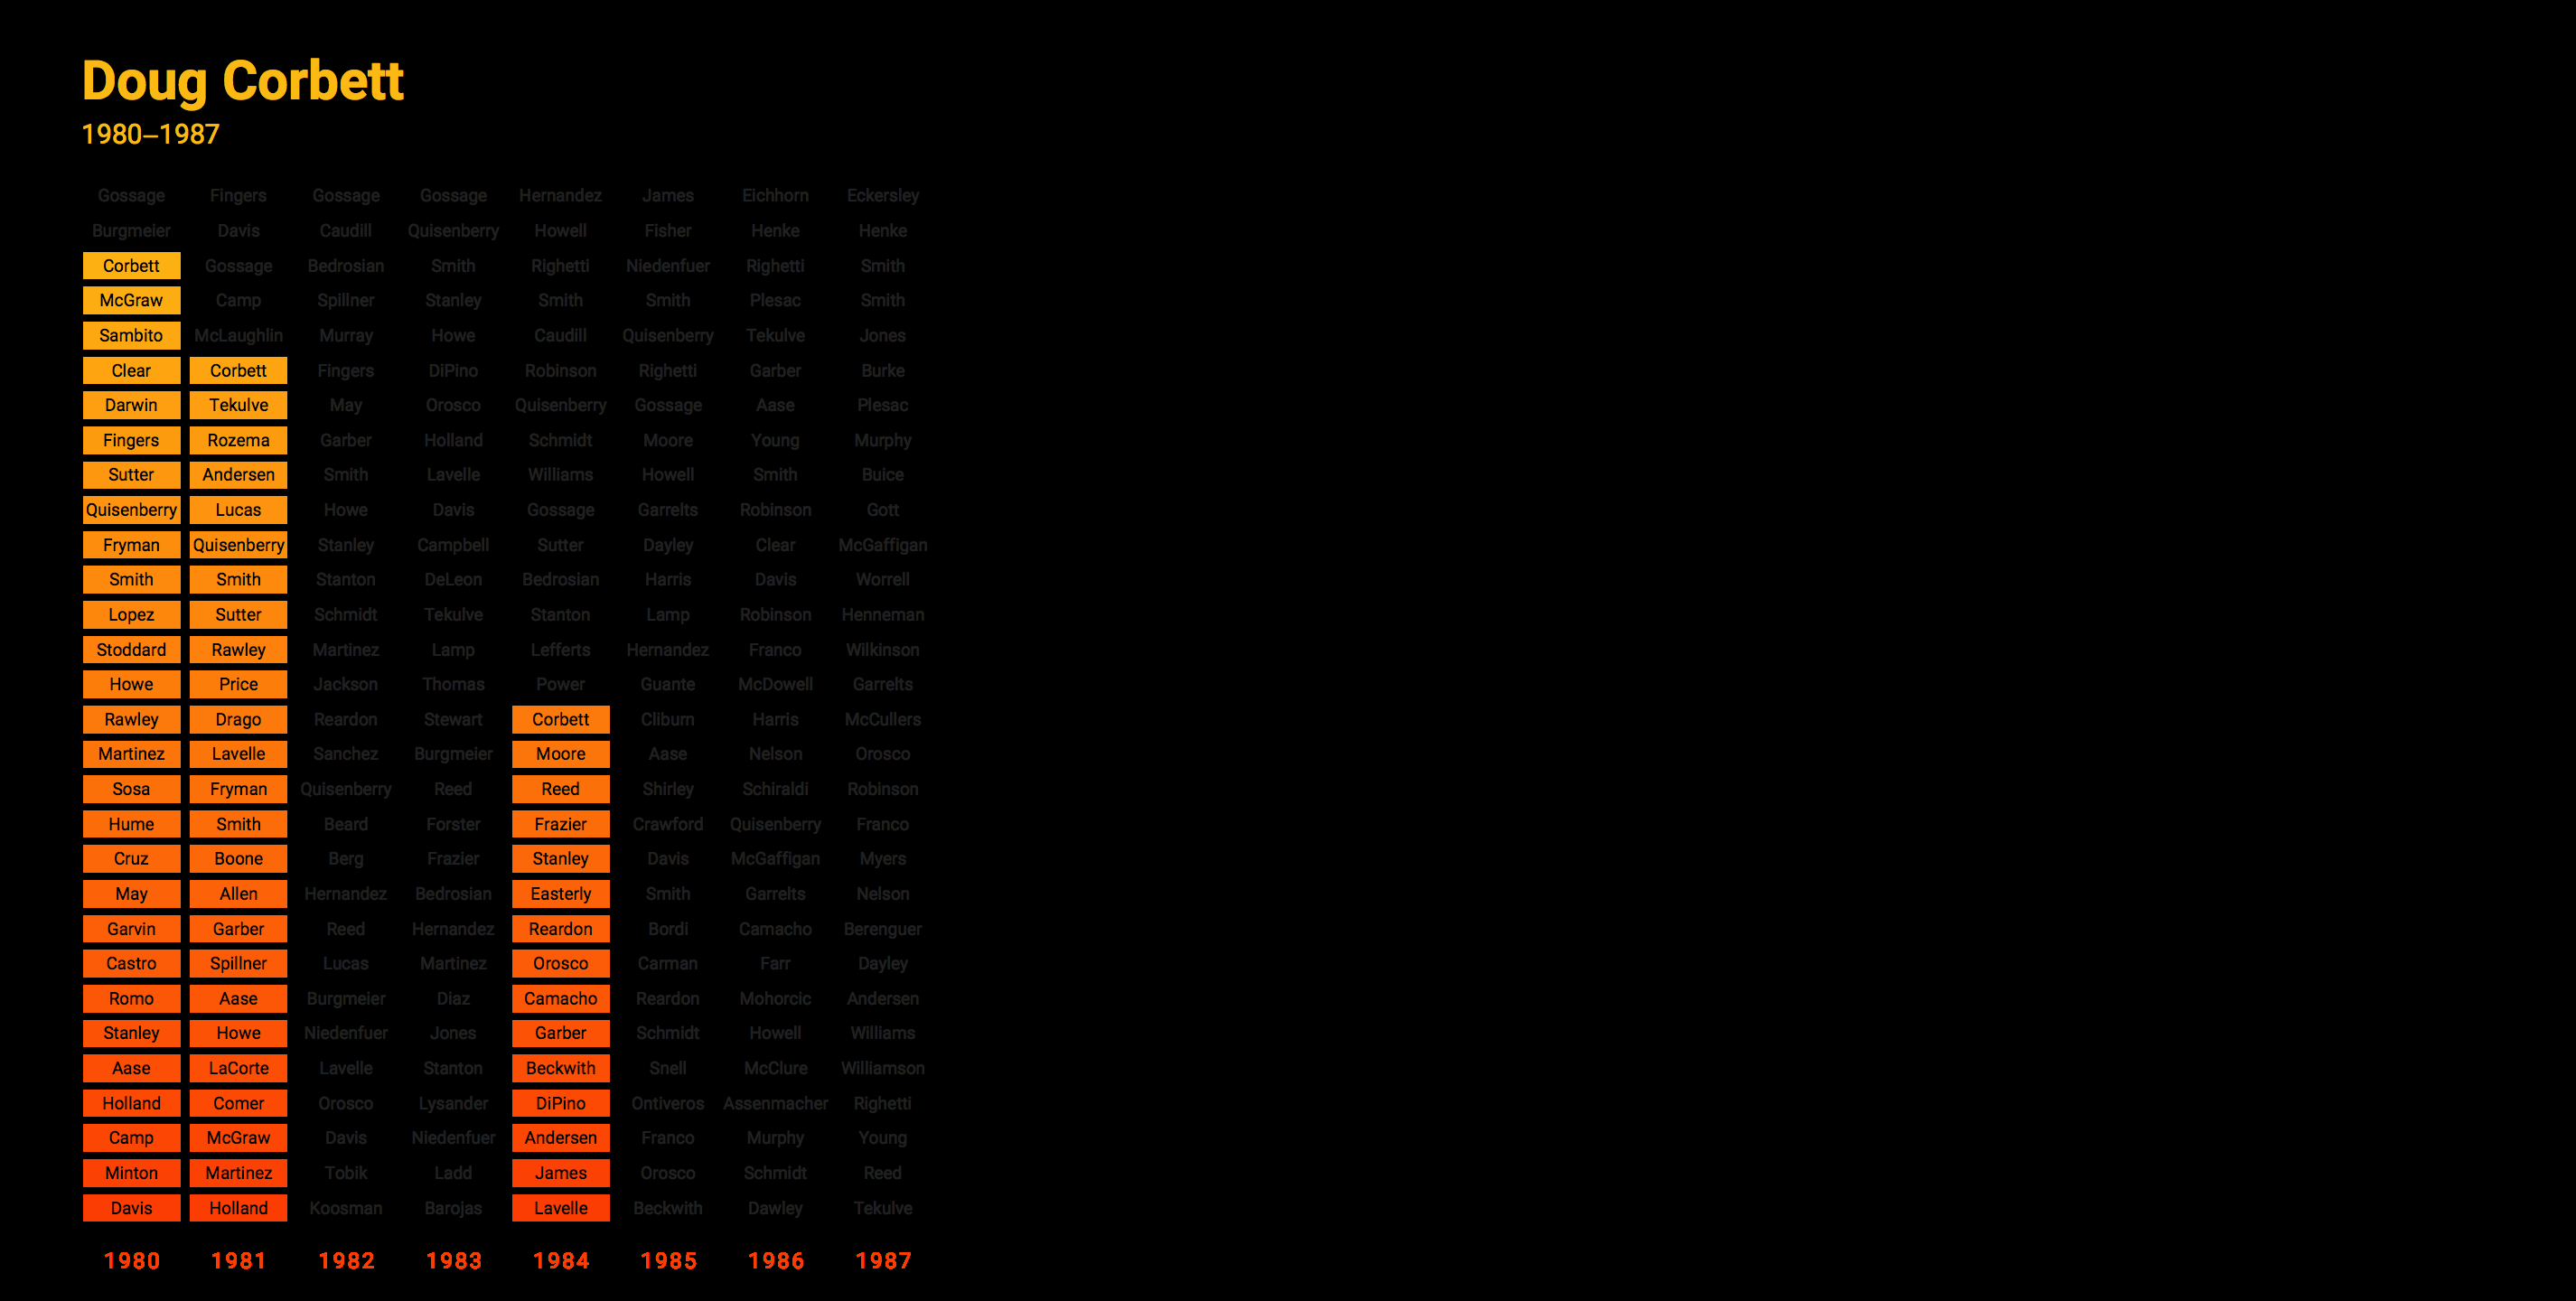 Doug Corbett
1980–1987
Gossage Fingers Gossage Gossage Hernandez James Eichhorn Eckersley
Burgmeier Davis Caudill Quisenberry Howell Fisher Henke Henke
Corbett Gossage Bedrosian Smith Righetti Niedenfuer Righetti Smith
McGraw Camp Spillner Stanley Smith Smith Plesac Smith
Sambito McLaughlin Murray Howe Caudill Quisenberry Tekulve Jones
Clear Corbett Fingers DiPino Robinson Righetti Garber Burke
Darwin Tekulve May Orosco Quisenberry Gossage Aase Plesac
Fingers Rozema Garber Holland Schmidt Moore Young Murphy
Sutter Andersen Smith Lavelle Williams Howell Smith Buice
Quisenberry Lucas Howe Davis Gossage Garrelts Robinson Gott
Fryman Quisenberry Stanley Campbell Sutter Dayley Clear McGaffigan
Smith Smith Stanton DeLeon Bedrosian Harris Davis Worrell
Lopez Sutter Schmidt Tekulve Stanton Lamp Robinson Henneman
Stoddard Rawley Martinez Lamp Lefferts Hernandez Franco Wilkinson
Howe Price Jackson Thomas Power Guante McDowell Garrelts
Rawley Drago Reardon Stewart Corbett Cliburn Harris McCullers
Martinez Lavelle Sanchez Burgmeier Moore Aase Nelson Orosco
Sosa Fryman Quisenberry Reed Reed Shirley Schiraldi Robinson
Hume Smith Beard Forster Frazier Crawford Quisenberry Franco
Cruz Boone Berg Frazier Stanley Davis McGaffigan Myers
May Allen Hernandez Bedrosian Easterly Smith Garrelts Nelson
Garvin Garber Reed Hernandez Reardon Bordi Camacho Berenguer
Castro Spillner Lucas Martinez Orosco Carman Farr Dayley
Romo Aase Burgmeier Diaz Camacho Reardon Mohorcic Andersen
Stanley Howe Niedenfuer Jones Garber Schmidt Howell Williams
Aase LaCorte Lavelle Stanton Beckwith Snell McClure Williamson
Holland Comer Orosco Lysander DiPino Ontiveros Assenmacher Righetti
Camp McGraw Davis Niedenfuer Andersen Franco Murphy Young
Minton Martinez Tobik Ladd James Orosco Schmidt Reed
Davis Holland Koosman Barojas Lavelle Beckwith Dawley Tekulve
1980 1981 1982 1983 1984 1985 1986 1987